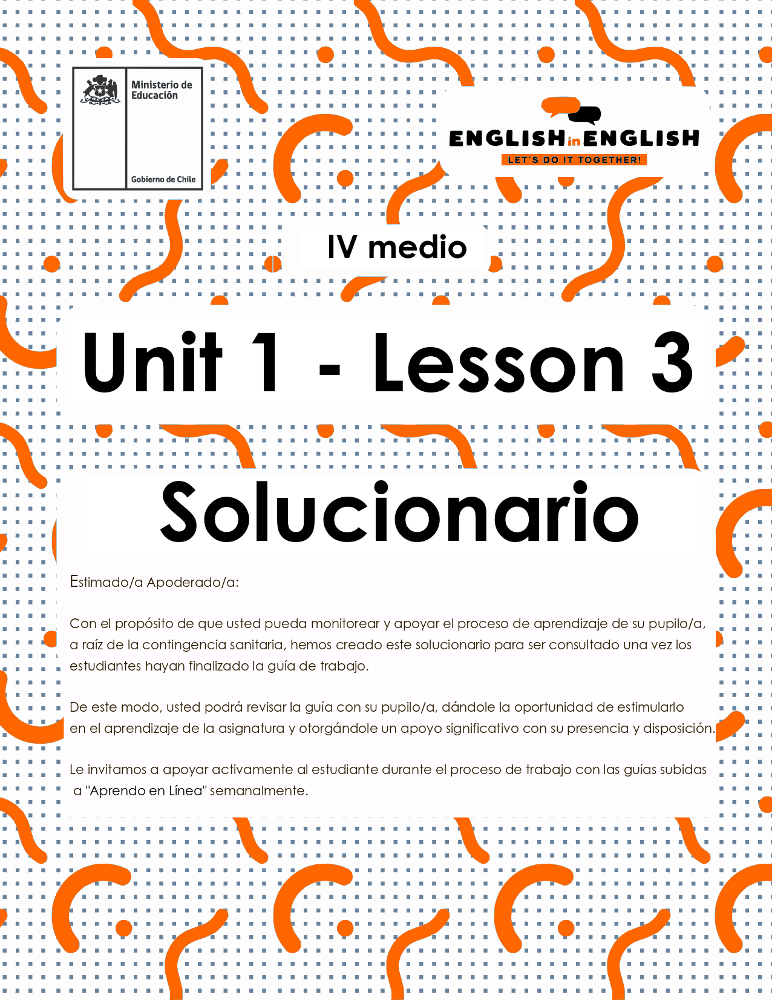 Ministerio de
Educación
Gobierno de Chile
ENGLISH in ENGLISH
LET'S DO IT TOGETHER!
IV medio
Unit 1 - Lesson 3
Solucionario
Estimado/a Apoderado/a:
Con el propósito de que usted pueda monitorear y apoyar el proceso de aprendizaje de su pupilo/a,
a raíz de la contingencia sanitaria, hemos creado este solucionario para ser consultado una vez los
estudiantes hayan finalizado la guía de trabajo.
De este modo, usted podrá revisar la guía con su pupilo/a, dándole la oportunidad de estimularlo
en el aprendizaje de la asignatura y otorgándole un apoyo significativo con su presencia y disposición.
Le invitamos a apoyar activamente al estudiante durante el proceso de trabajo con las guías subidas
a "Aprendo en Línea" semanalmente.